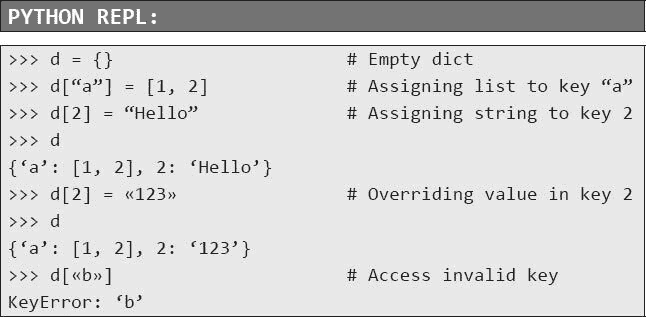 PYTHON REPL:
>>> d = {} # Empty dict
>>> d[“a”] = [1, 2] # Assigning list to key “a”
>>> d[2] = “Hello” # Assigning string to key 2
>>> d
{‘a’: [1, 2], 2: ‘Hello’}
>>> d[2] = «123» # Overriding value in key 2
>>> d
{‘a’: [1, 2], 2: ‘123’}
>>> d[«b»] # Access invalid key
KeyError: ‘b’